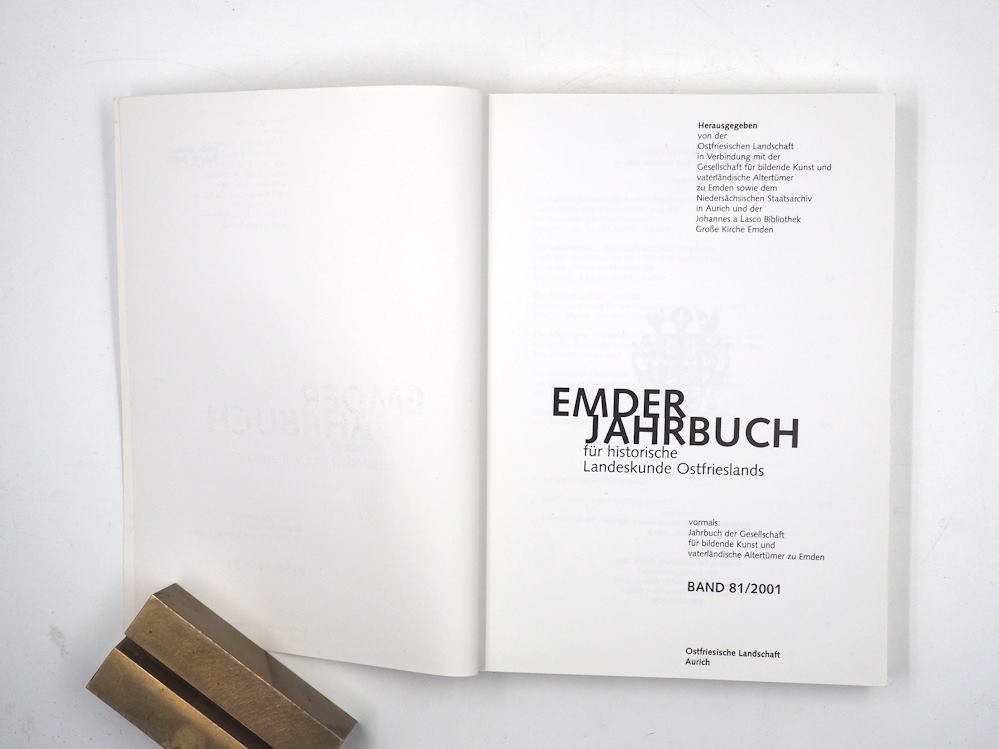 Herausgegeben
von der
Ostfriesischen Landschaft
in Verbindung mit der
Gesellschaft für bildende Kunst und
vaterländische Altertümer
zu Emden sowie dem
Niedersächsischen Staatsarchiv
in Aurich und der
Johannes a Lasco Bibliothek
Große Kirche Emden
EMDER
JAHRBUCH
für historische
Landeskunde Ostfrieslands
vormals:
Jahrbuch der Gesellschaft
für bildende Kunst und
vaterländische Altertümer zu Emden
BAND 81/2001
Ostfriesische Landschaft
Aurich